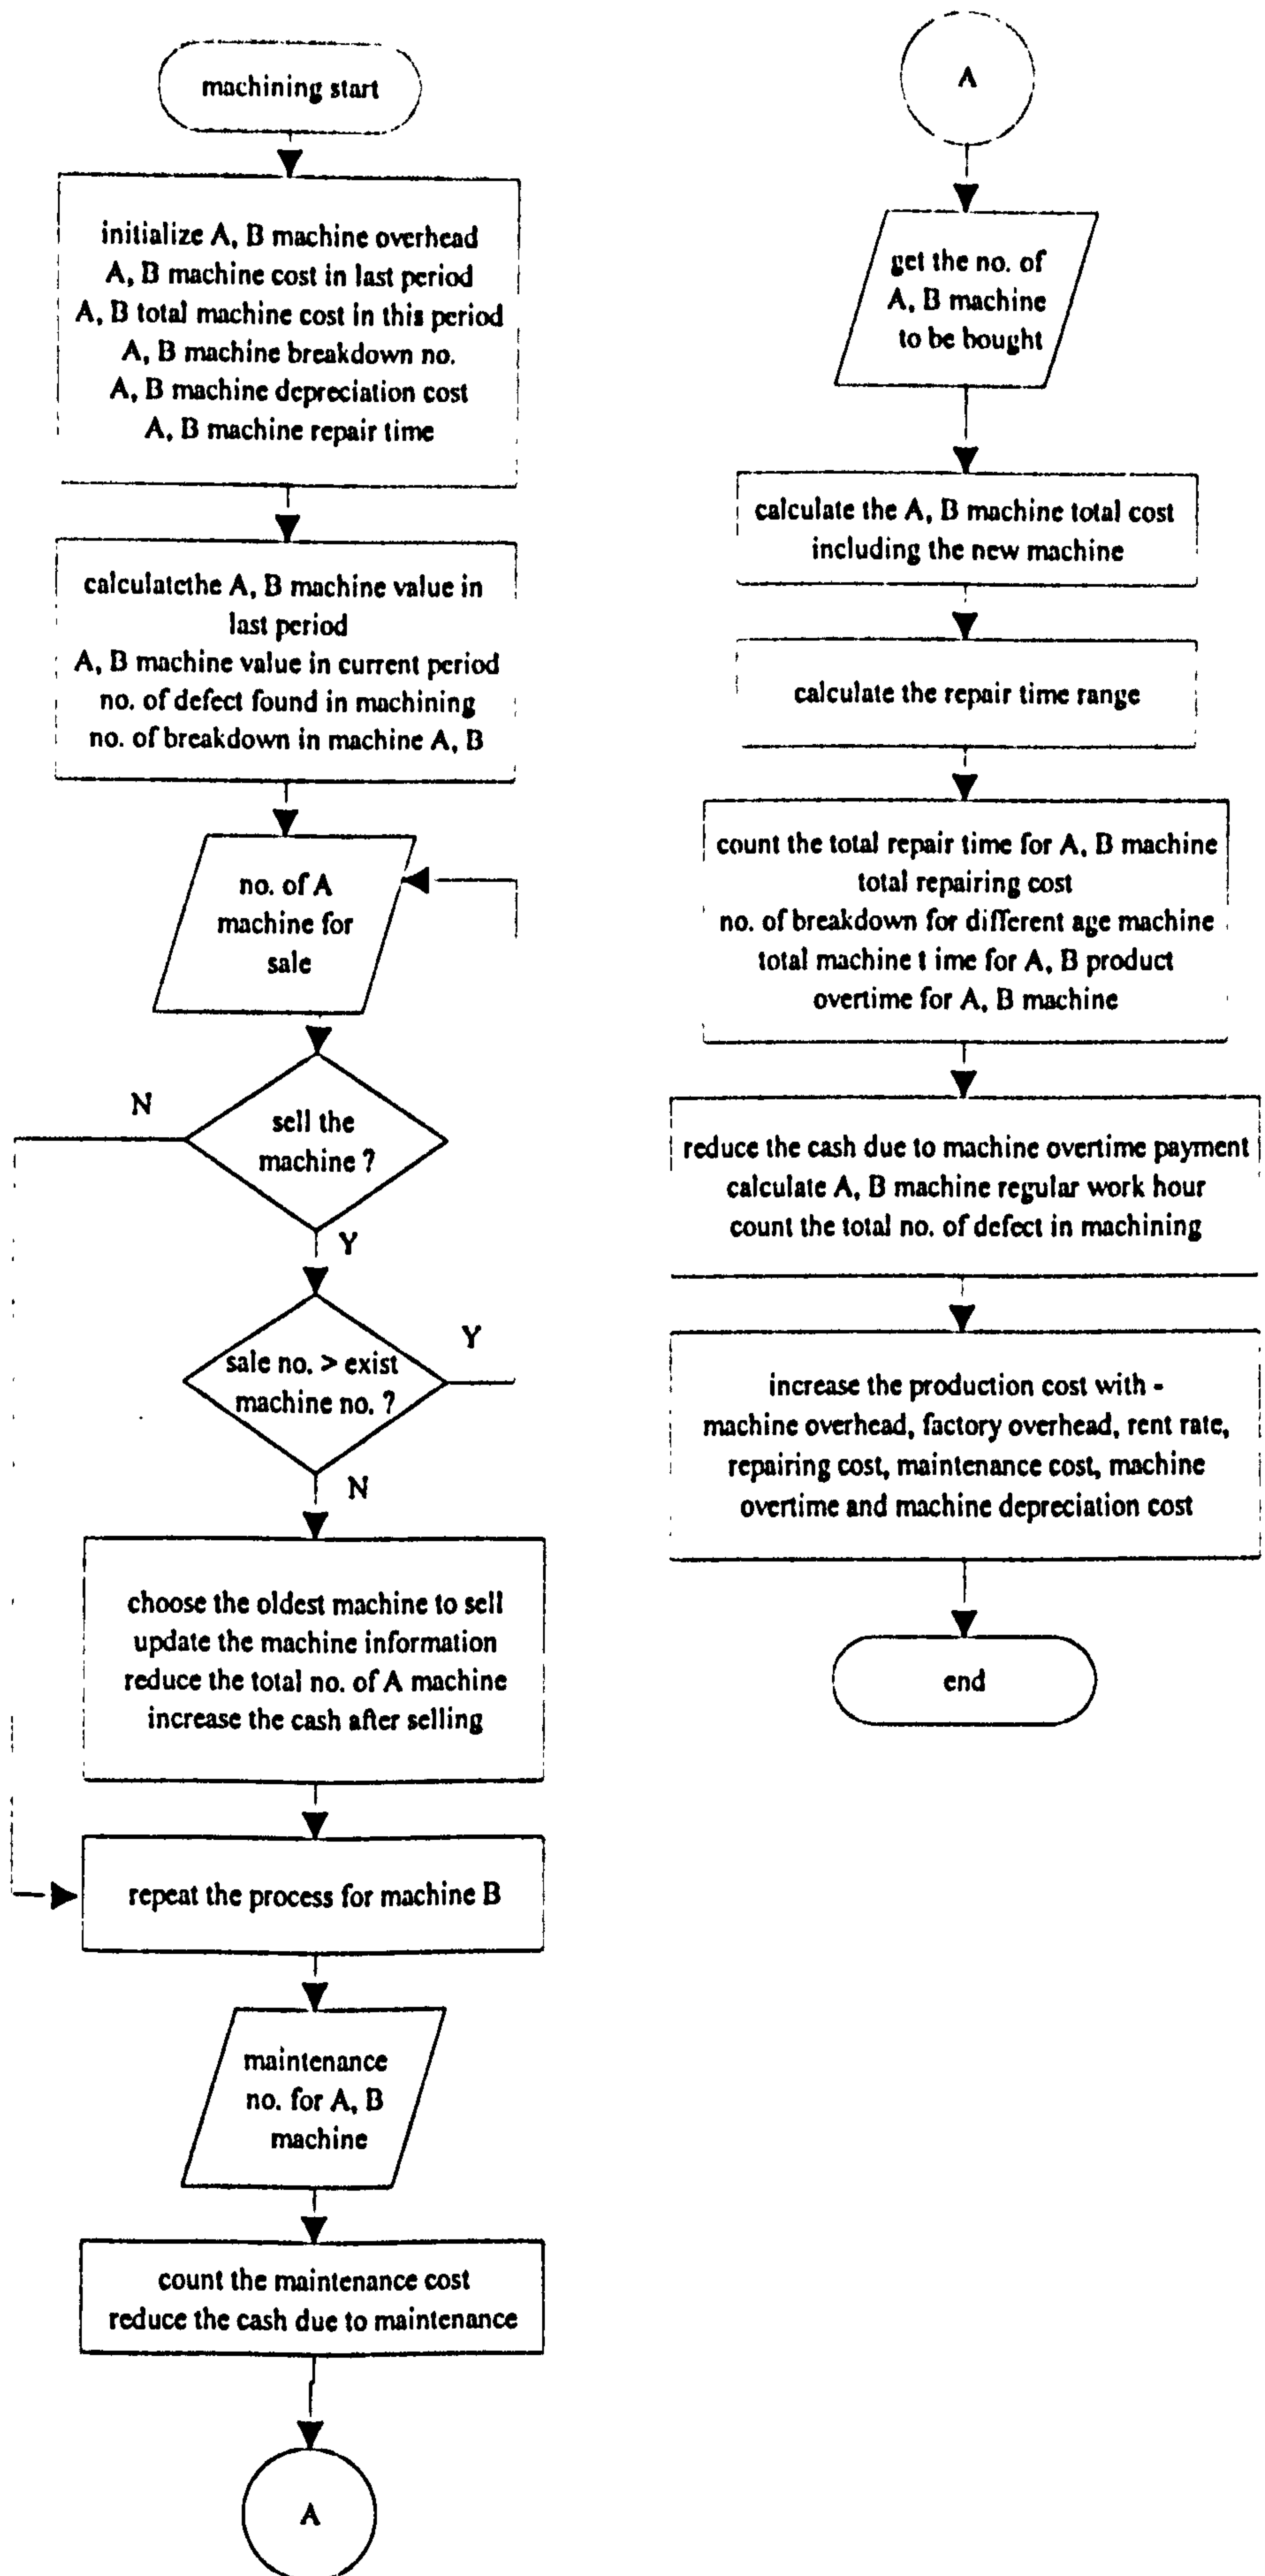 machining start
initialize A, B machine overhead
A, B machine cost in last period
A, B total machine cost in this period
A, B machine breakdown no.
A, B machine depreciation cost
A, B machine repair time
calculatethe A, B machine value in
last period
A, B machine value in current period
no. of defect found in machining
no. of breakdown in machine A, B
no. of A
machine for
sale
N
sell the
machine ?
Y
Y
sale no. > exist
machine no. ?
N
choose the oldest machine to sell
update the machine information
reduce the total no. of A machine
increase the cash after selling
repeat the process for machine B
maintenance
no. for A, B
machine
count the maintenance cost
reduce the cash due to maintenance
A
A
get the no. of
A, B machine
to be bought
calculate the A, B machine total cost
including the new machine
calculate the repair time range
count the total repair time for A, B machine
total repairing cost
no. of breakdown for different age machine
total machine t ime for A, B product
overtime for A, B machine
reduce the cash due to machine overtime payment
calculate A, B machine regular work hour
count the total no. of defect in machining
increase the production cost with -
machine overhead, factory overhead, rent rate,
repairing cost, maintenance cost, machine
overtime and machine depreciation cost
end